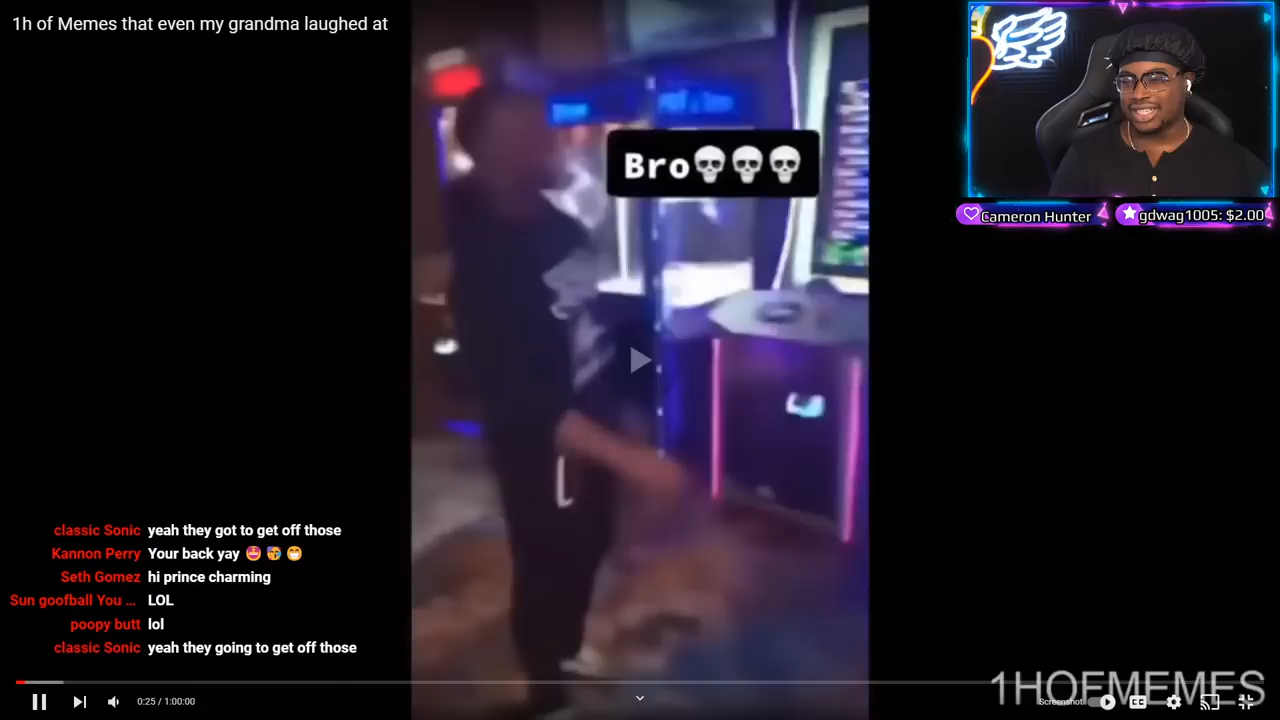 1h of Memes that even my grandma laughed at
Bro💀💀💀
Cameron Hunter
gdwag1005: $2.00
classic Sonic yeah they got to get off those
Kannon Perry Your back yay 🤩 🥳 😁
Seth Gomez hi prince charming
Sun goofball You ... LOL
poopy butt lol
classic Sonic yeah they going to get off those
0:25 / 1:00:00
1HOFMEMES
Screenshot
CC